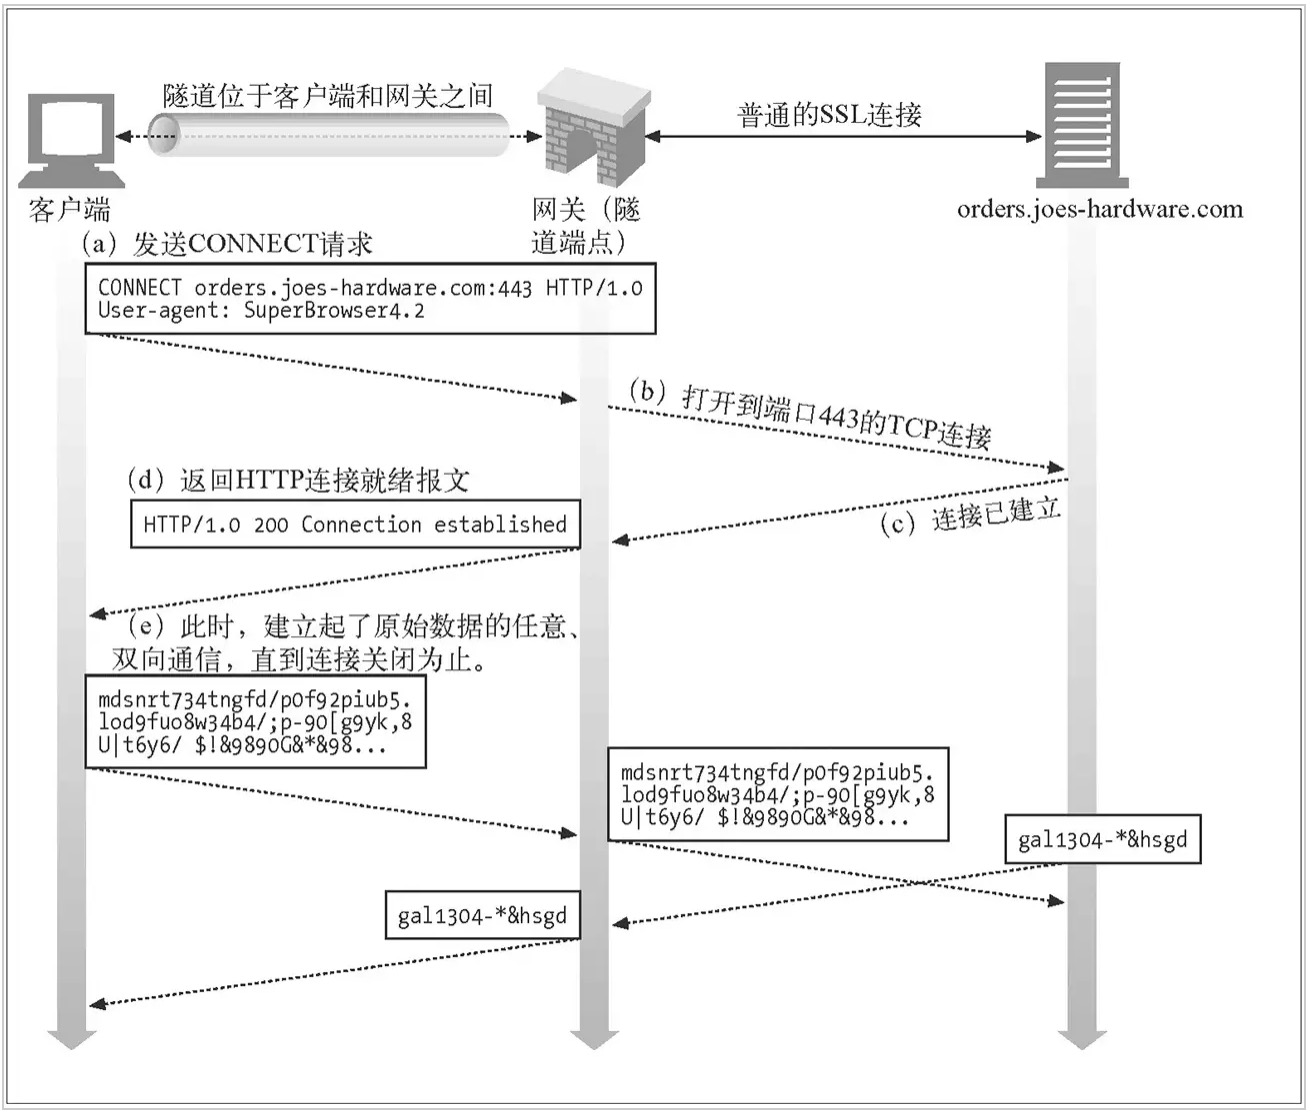 隧道位于客户端和网关之间
普通的SSL连接
客户端
网关（隧
道端点）
orders.joes-hardware.com
（a）发送CONNECT请求
CONNECT orders.joes-hardware.com:443 HTTP/1.0
User-agent: SuperBrowser4.2
（b）打开到端口443的TCP连接
（c）连接已建立
（d）返回HTTP连接就绪报文
HTTP/1.0 200 Connection established
（e）此时，建立起了原始数据的任意、
双向通信，直到连接关闭为止。
mdsnrt734tngfd/p0f92piub5.
lod9fuo8w34b4/;p-90[g9yk,8
U|t6y6/ $!&9890G&*&98...
mdsnrt734tngfd/p0f92piub5.
lod9fuo8w34b4/;p-90[g9yk,8
U|t6y6/ $!&9890G&*&98...
gal1304-*&hsgd
gal1304-*&hsgd